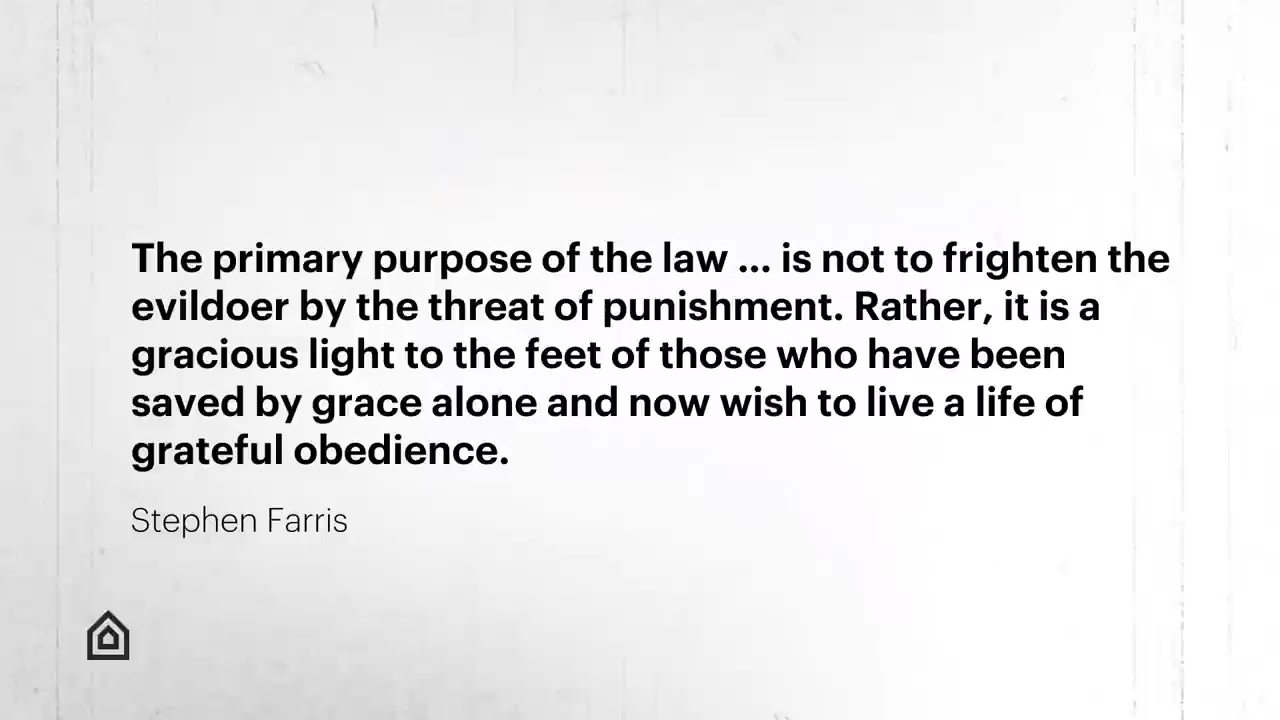 The primary purpose of the law ... is not to frighten the
evildoer by the threat of punishment. Rather, it is a
gracious light to the feet of those who have been
saved by grace alone and now wish to live a life of
grateful obedience.
Stephen Farris